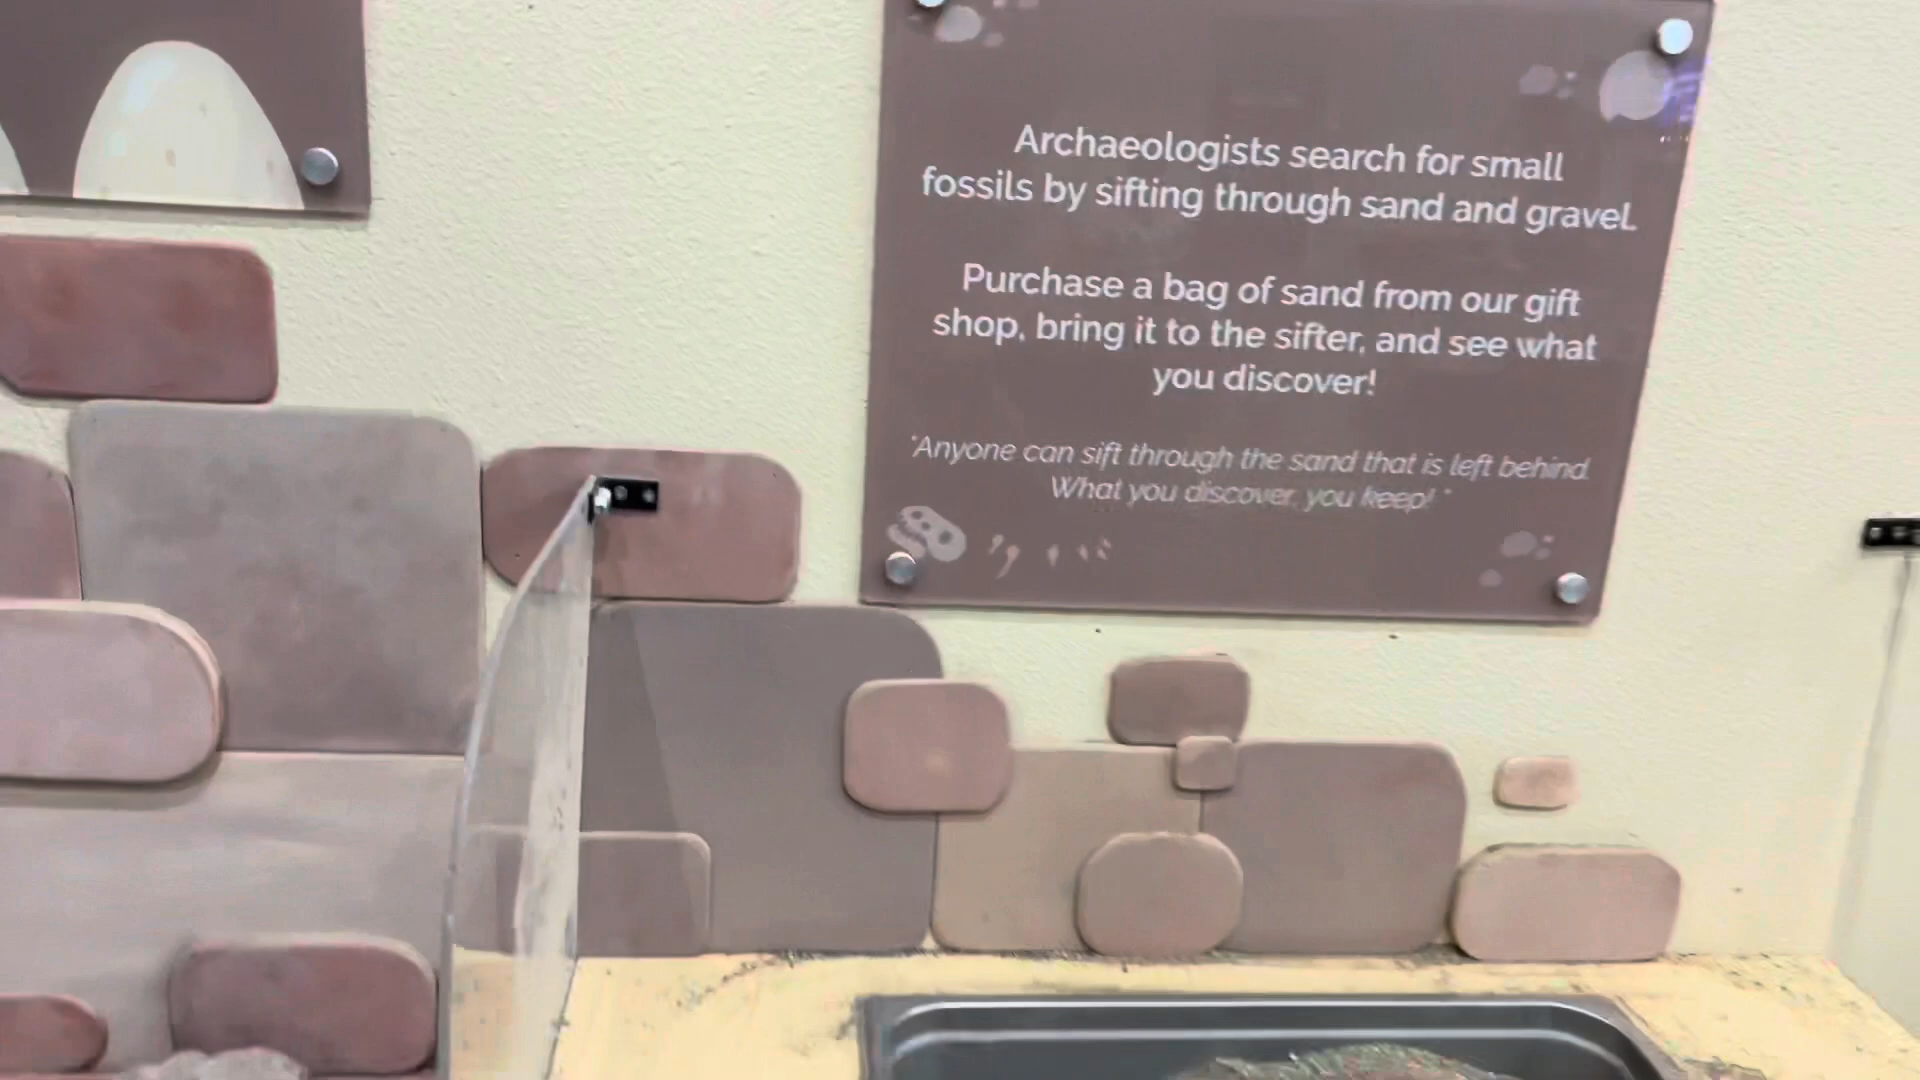 Archaeologists search for small
fossils by sifting through sand and gravel.
Purchase a bag of sand from our gift
shop, bring it to the sifter, and see what
you discover!
"Anyone can sift through the sand that is left behind.
What you discover, you keep! "